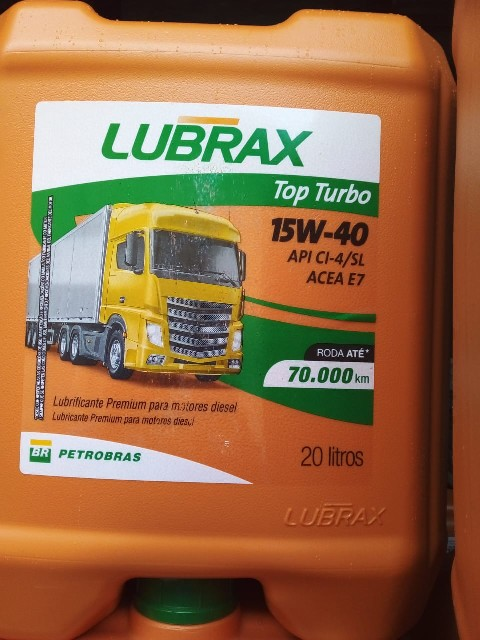 LUBRAX
Top Turbo
15W-40
API CI-4/SL
ACEA E7
RODA ATÉ*
70.000 km
Lubrificante Premium para motores diesel
Lubricante Premium para motores diesel
BR PETROBRAS
20 litros
LUBRAX